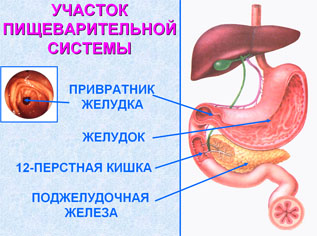 УЧАСТОК
ПИЩЕВАРИТЕЛЬНОЙ
СИСТЕМЫ
ПРИВРАТНИК
ЖЕЛУДКА
ЖЕЛУДОК
12-ПЕРСТНАЯ КИШКА
ПОДЖЕЛУДОЧНАЯ
ЖЕЛЕЗА